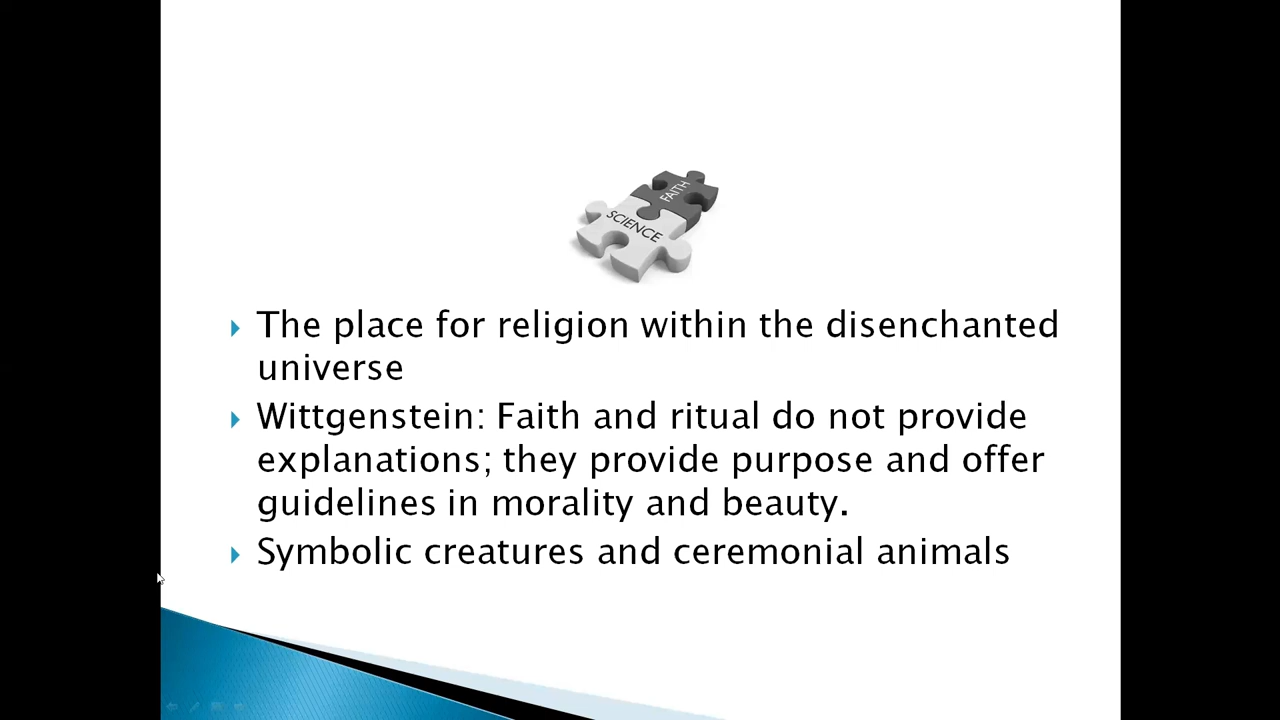 FAITH
SCIENCE
The place for religion within the disenchanted
universe
Wittgenstein: Faith and ritual do not provide
explanations; they provide purpose and offer
guidelines in morality and beauty.
Symbolic creatures and ceremonial animals